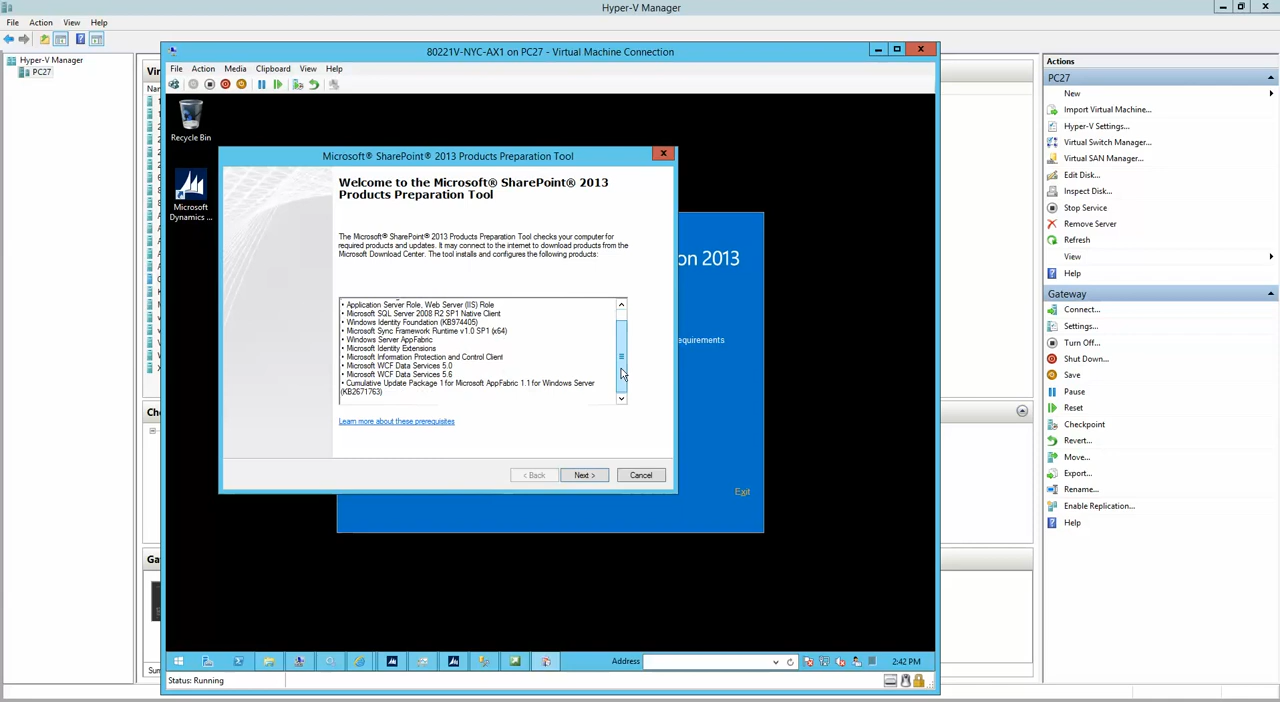 Hyper-V Manager
File Action View Help
Hyper-V Manager
PC27
80221V-NYC-AX1 on PC27 - Virtual Machine Connection
File Action Media Clipboard View Help
Recycle Bin
Microsoft
Dynamics ...
Microsoft® SharePoint® 2013 Products Preparation Tool
Welcome to the Microsoft® SharePoint® 2013
Products Preparation Tool
The Microsoft® SharePoint® 2013 Products Preparation Tool checks your computer for
required products and updates. It may connect to the internet to download products from the
Microsoft Download Center. The tool installs and configures the following products:
• Application Server Role, Web Server (IIS) Role
• Microsoft SQL Server 2008 R2 SP1 Native Client
• Windows Identity Foundation (KB974405)
• Microsoft Sync Framework Runtime v1.0 SP1 (x64)
• Windows Server AppFabric
• Microsoft Identity Extensions
• Microsoft Information Protection and Control Client
• Microsoft WCF Data Services 5.0
• Microsoft WCF Data Services 5.6
• Cumulative Update Package 1 for Microsoft AppFabric 1.1 for Windows Server
(KB2671763)
Learn more about these prerequisites
< Back Next > Cancel
on 2013
equirements
Exit
Address
2:42 PM
Status: Running
Actions
PC27
New
Import Virtual Machine...
Hyper-V Settings...
Virtual Switch Manager...
Virtual SAN Manager...
Edit Disk...
Inspect Disk...
Stop Service
Remove Server
Refresh
View
Help
Gateway
Connect...
Settings...
Turn Off...
Shut Down...
Save
Pause
Reset
Checkpoint
Revert...
Move...
Export...
Rename...
Enable Replication...
Help